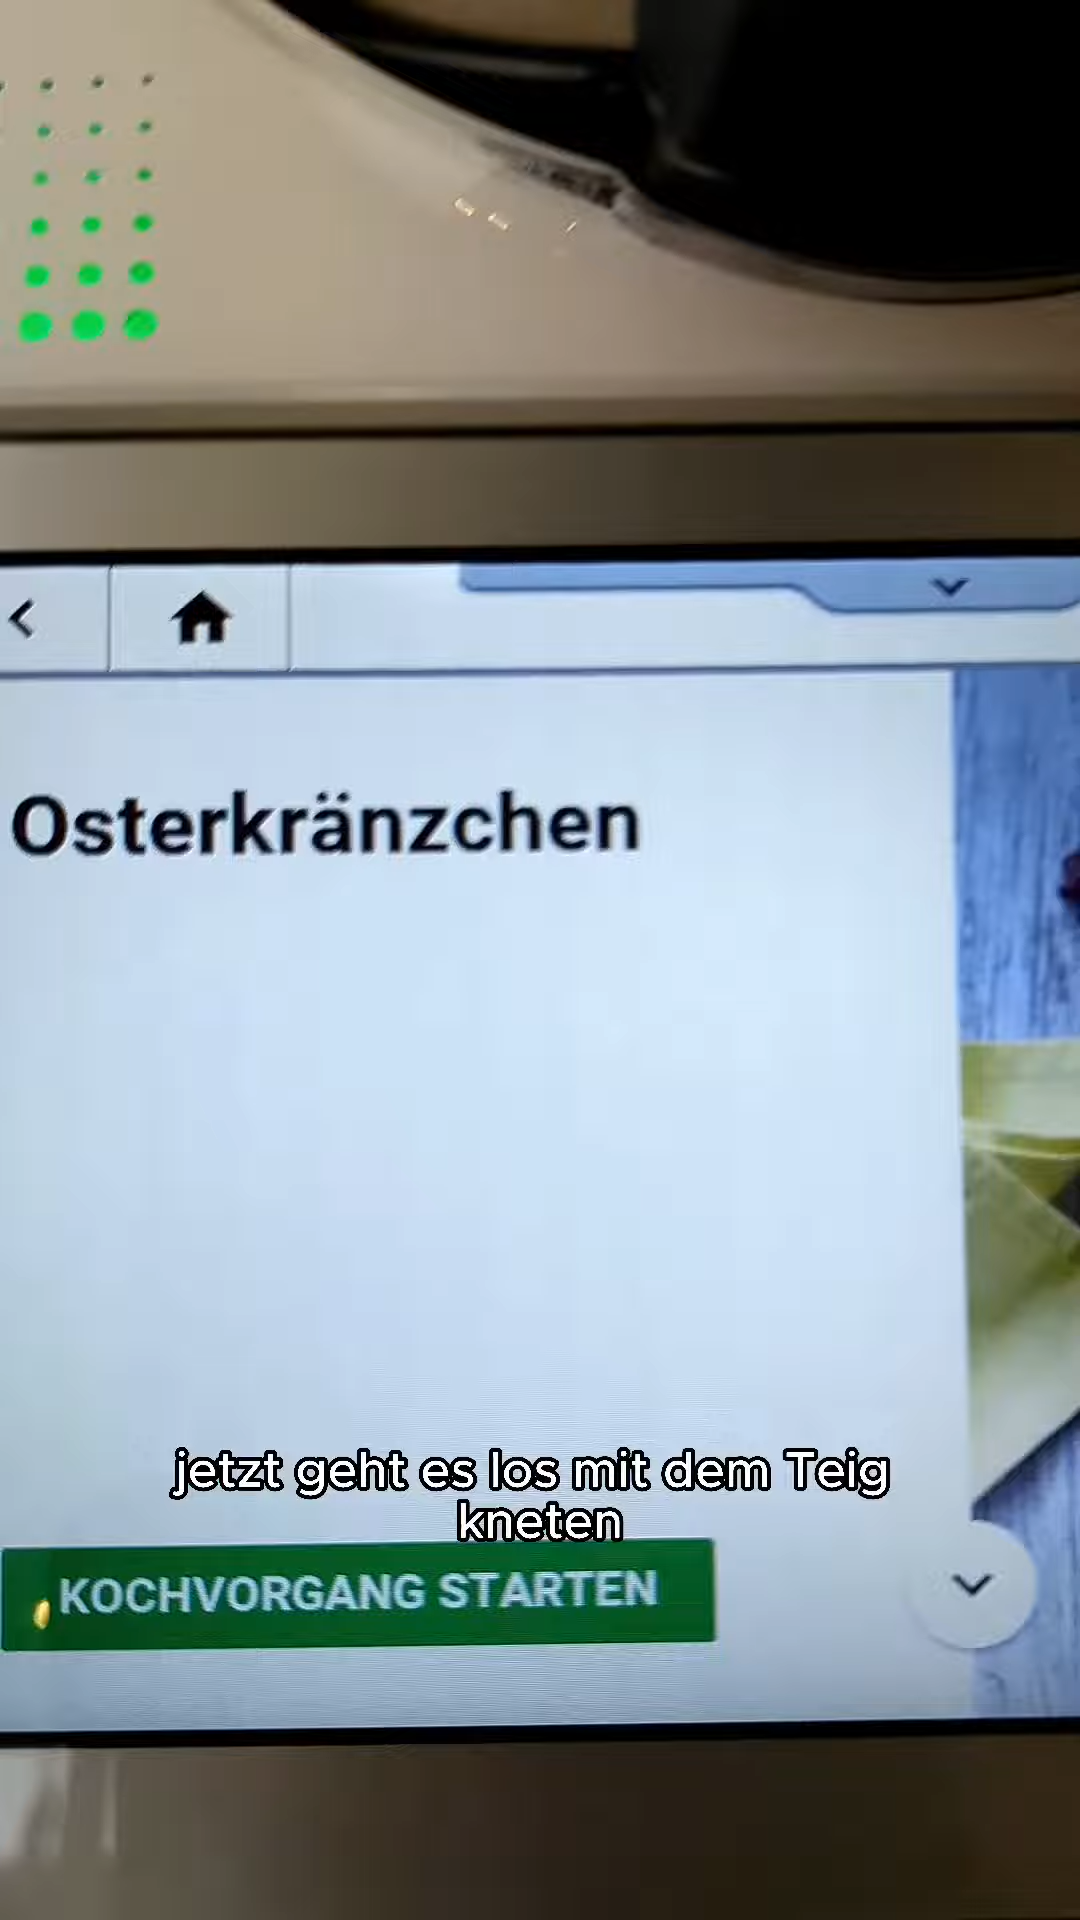 Osterkränzchen
jetzt geht es los mit dem Teig
kneten
KOCHVORGANG STARTEN